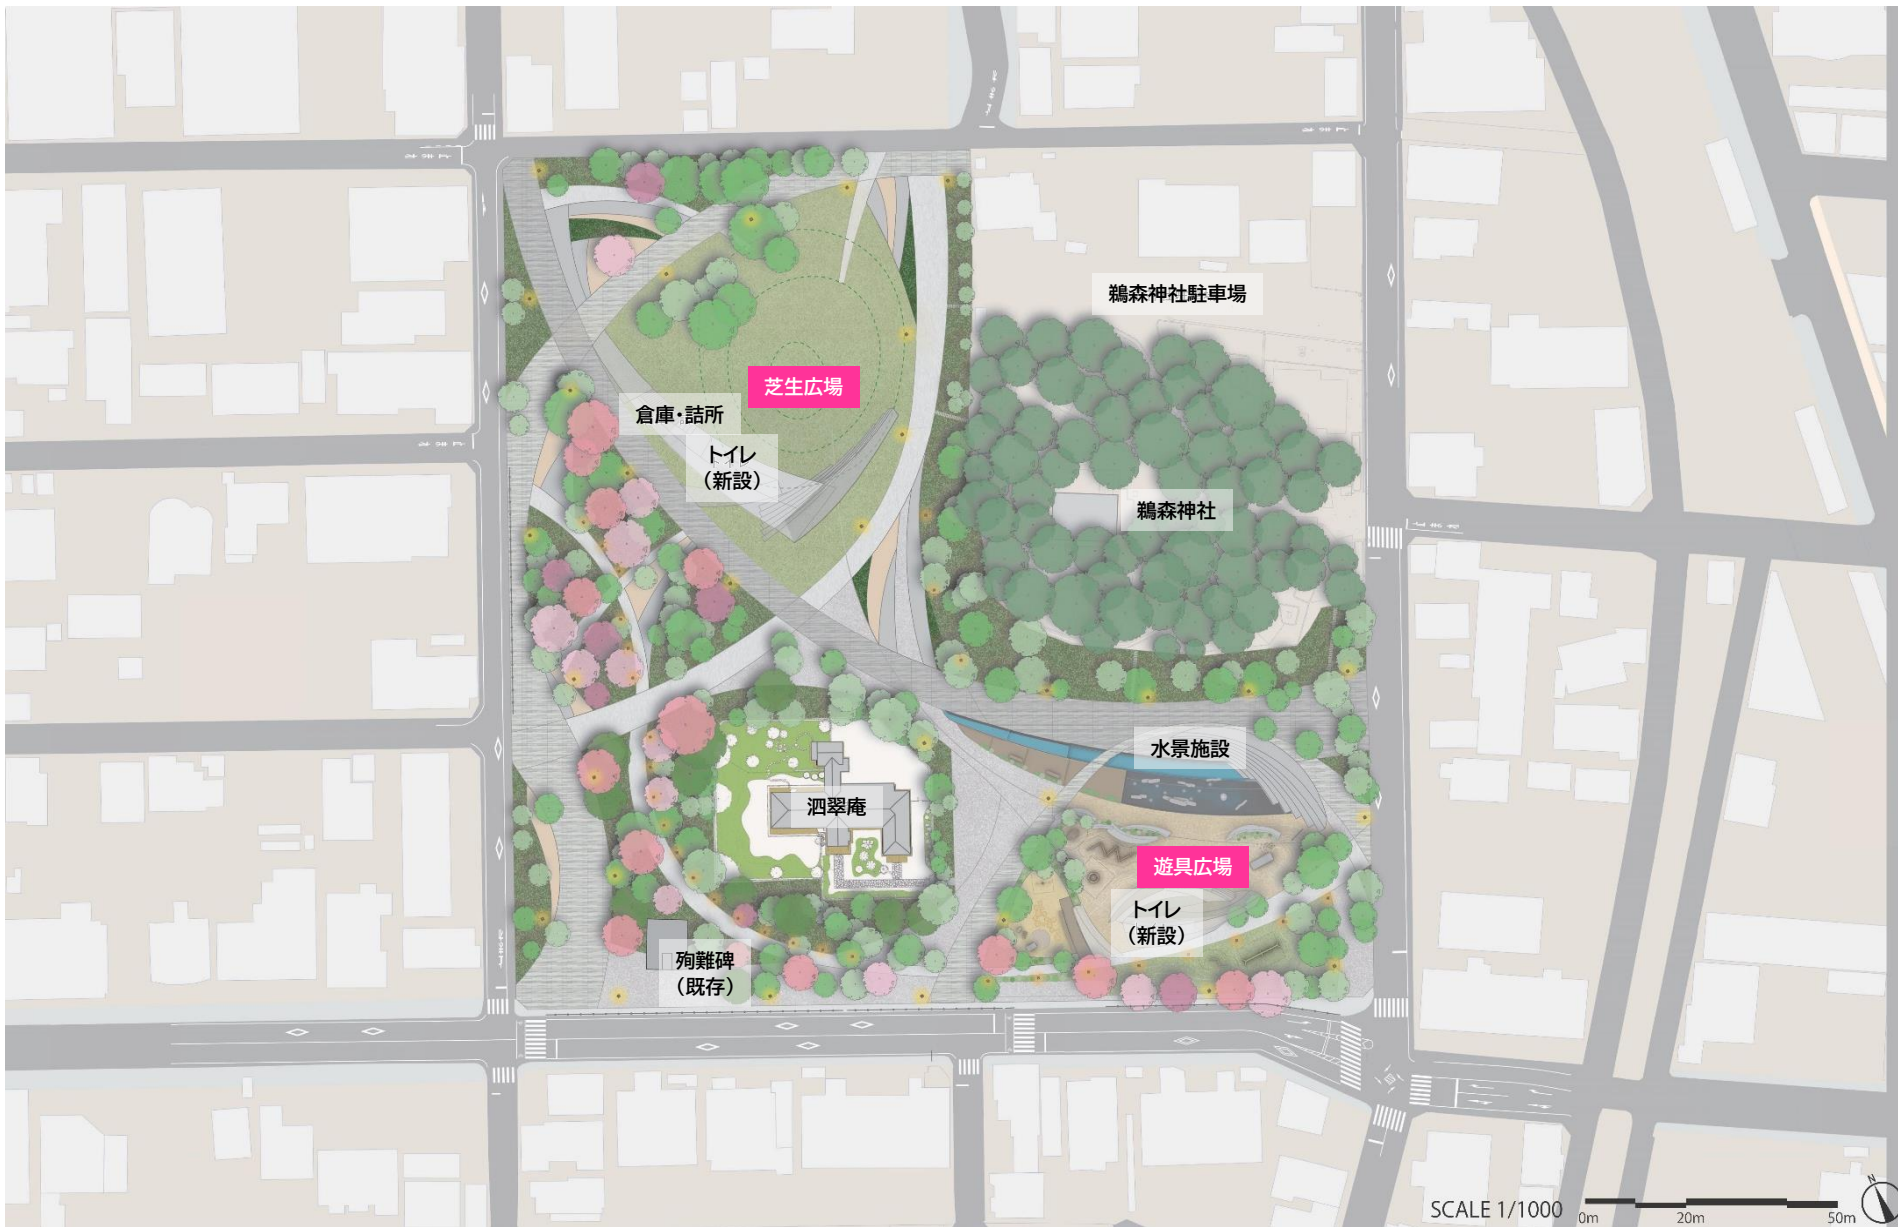 鵜森神社駐車場
芝生広場
倉庫・詰所
トイレ
（新設）
鵜森神社
水景施設
泗翠庵
遊具広場
トイレ
（新設）
殉難碑
（既存）
N
SCALE 1/1000
0m
20m
50m